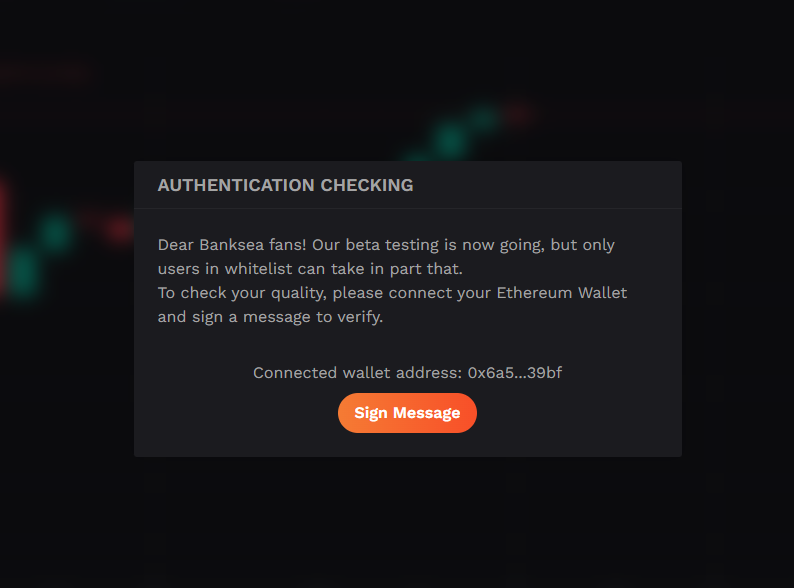 AUTHENTICATION CHECKING
Dear Banksea fans! Our beta testing is now going, but only
users in whitelist can take in part that.
To check your quality, please connect your Ethereum Wallet
and sign a message to verify.
Connected wallet address: 0x6a5...39bf
Sign Message